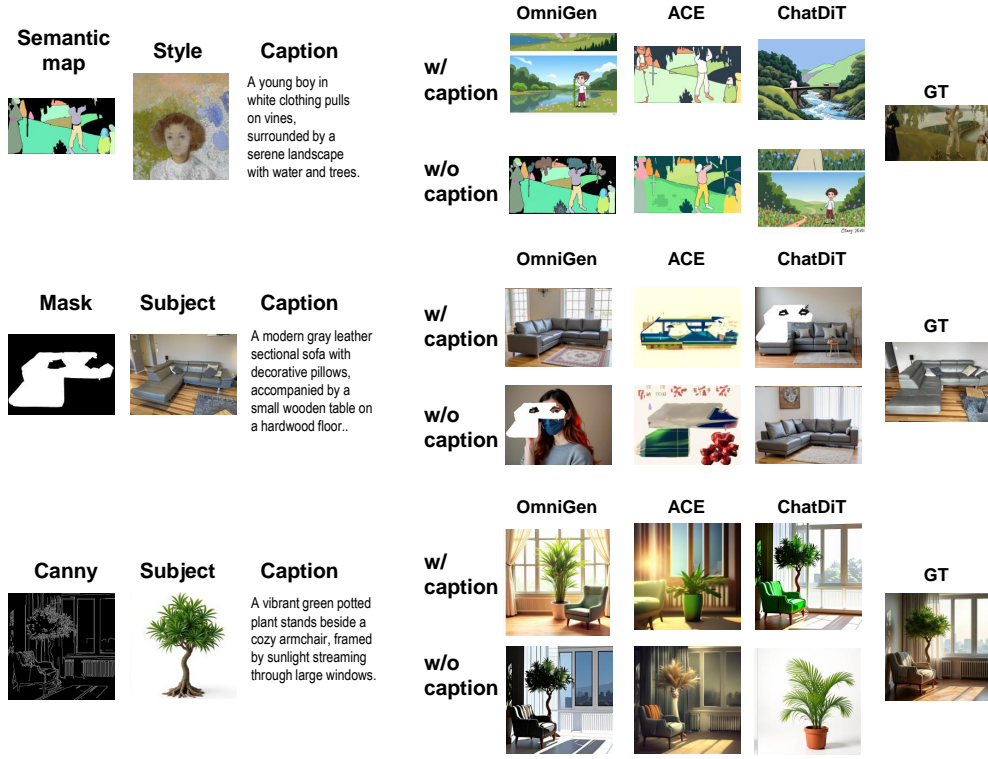 OmniGen ACE ChatDiT
Semantic map Style Caption
A young boy in
white clothing pulls
on vines,
surrounded by a
serene landscape
with water and trees.
w/ caption
GT
w/o caption
OmniGen ACE ChatDiT
Mask Subject Caption
A modern gray leather
sectional sofa with
decorative pillows,
accompanied by a
small wooden table on
a hardwood floor..
w/ caption
GT
w/o caption
OmniGen ACE ChatDiT
Canny Subject Caption
A vibrant green potted
plant stands beside a
cozy armchair, framed
by sunlight streaming
through large windows.
w/ caption
GT
w/o caption